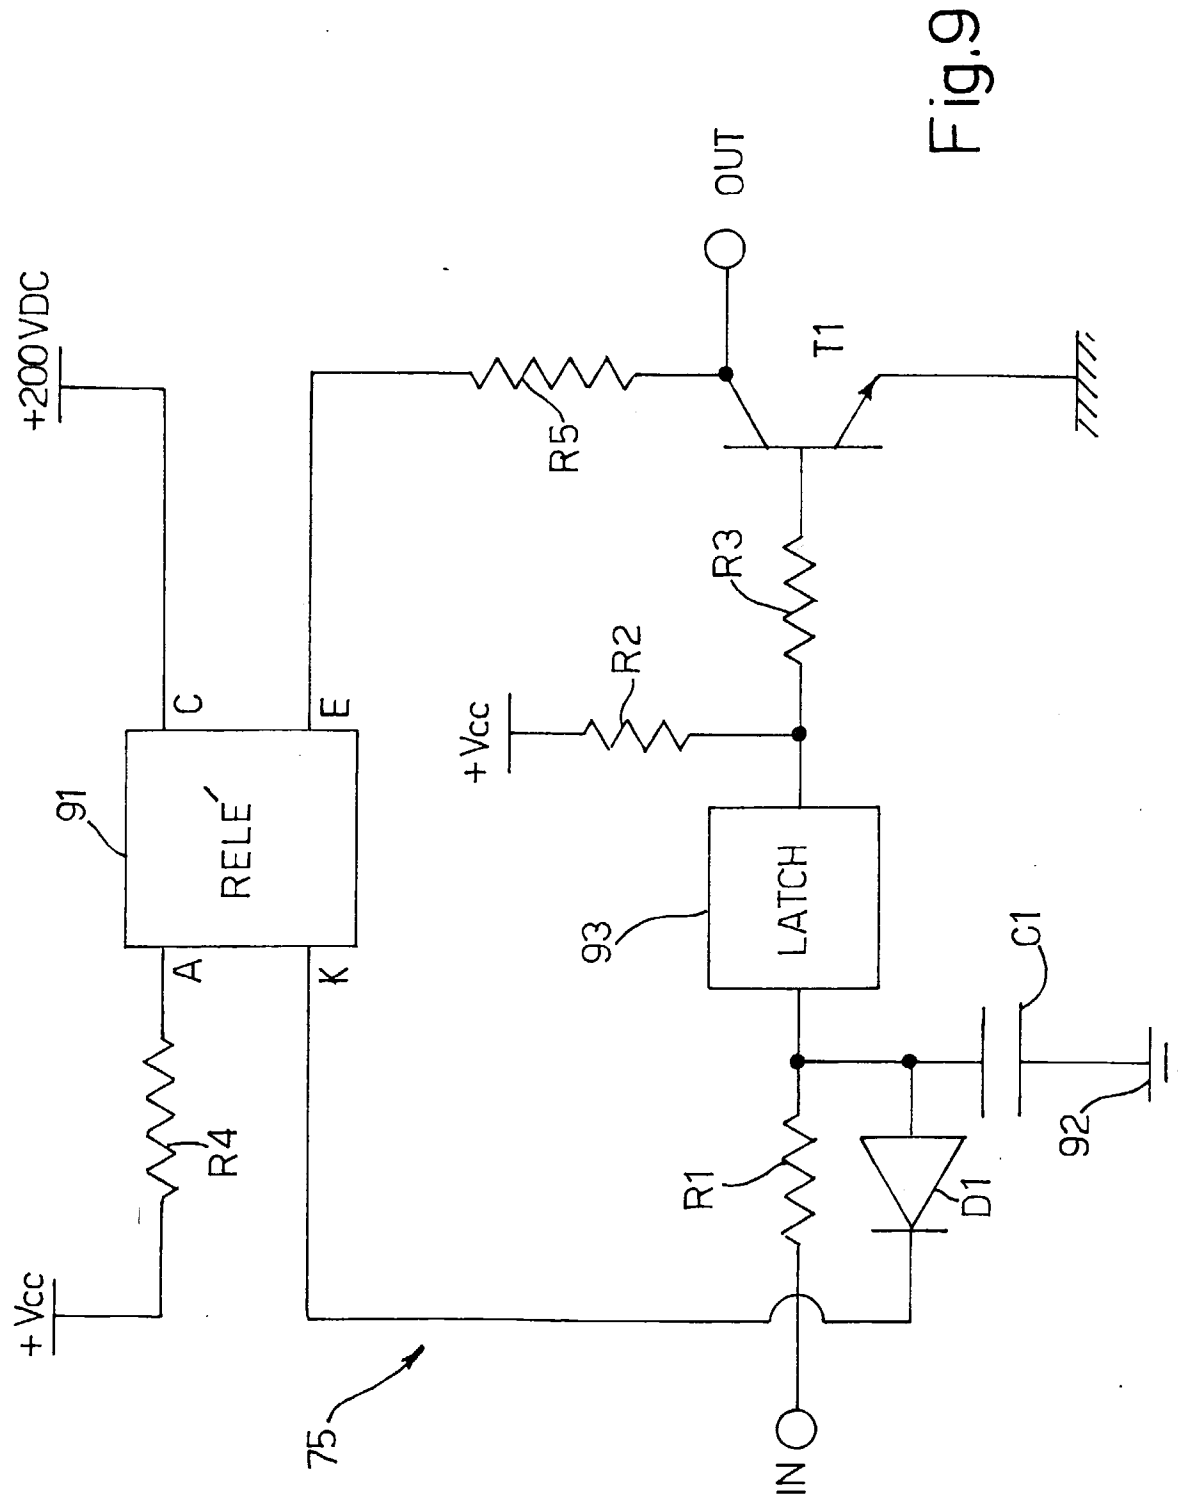 +Vcc
+200VDC
R4
A
C
91
RELE´
K
E
75
+Vcc
R2
R5
OUT
IN
R1
93
LATCH
R3
T1
D1
92
C1
Fig.9